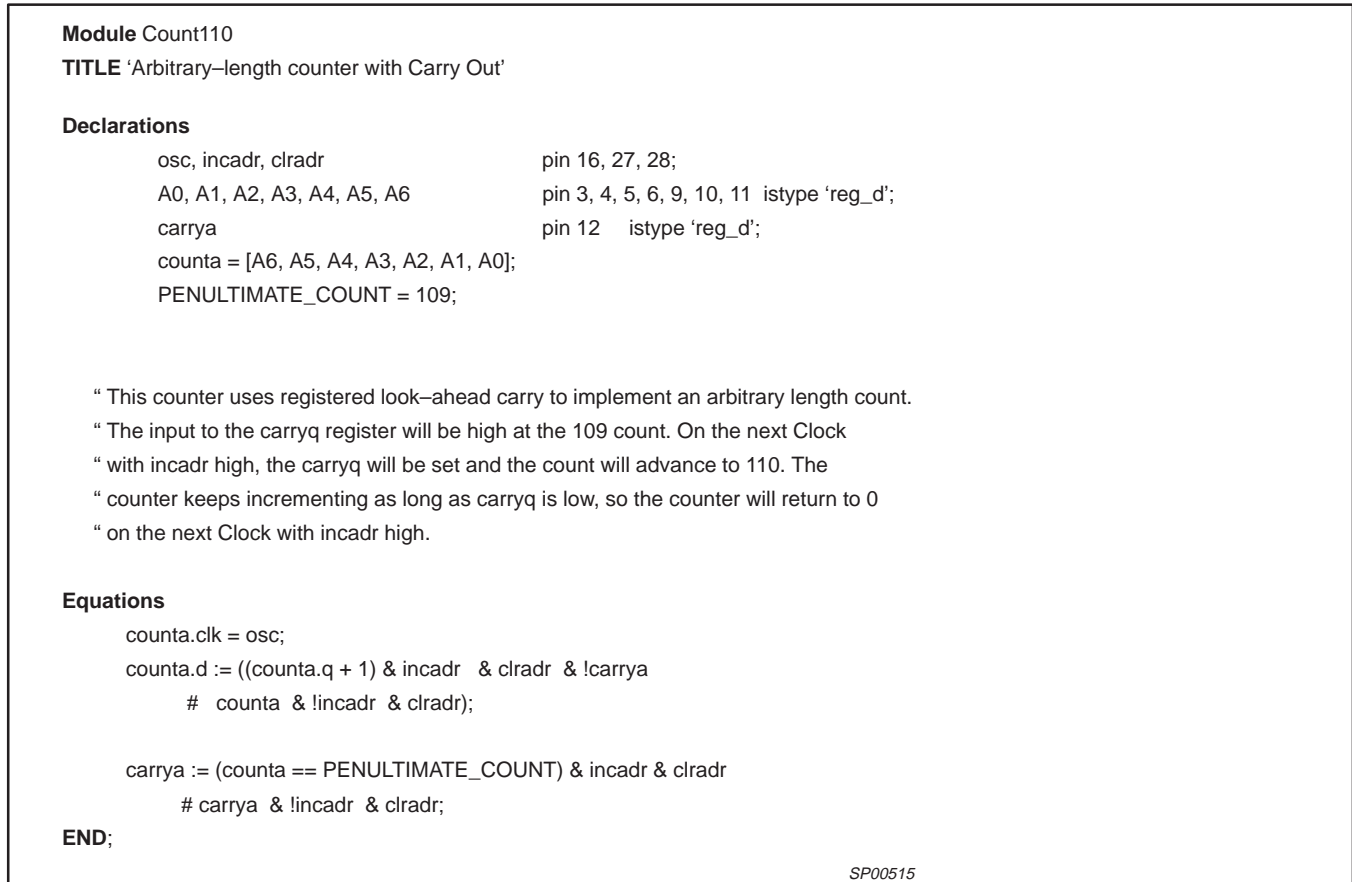 Module Count110
TITLE ‘Arbitrary–length counter with Carry Out’
Declarations
osc, incadr, clradr pin 16, 27, 28;
A0, A1, A2, A3, A4, A5, A6 pin 3, 4, 5, 6, 9, 10, 11 istype ‘reg_d’;
carrya pin 12 istype ‘reg_d’;
counta = [A6, A5, A4, A3, A2, A1, A0];
PENULTIMATE_COUNT = 109;
“ This counter uses registered look–ahead carry to implement an arbitrary length count.
“ The input to the carryq register will be high at the 109 count. On the next Clock
“ with incadr high, the carryq will be set and the count will advance to 110. The
“ counter keeps incrementing as long as carryq is low, so the counter will return to 0
“ on the next Clock with incadr high.
Equations
counta.clk = osc;
counta.d := ((counta.q + 1) & incadr & clradr & !carrya
# counta & !incadr & clradr);
carrya := (counta == PENULTIMATE_COUNT) & incadr & clradr
# carrya & !incadr & clradr;
END;
SP00515